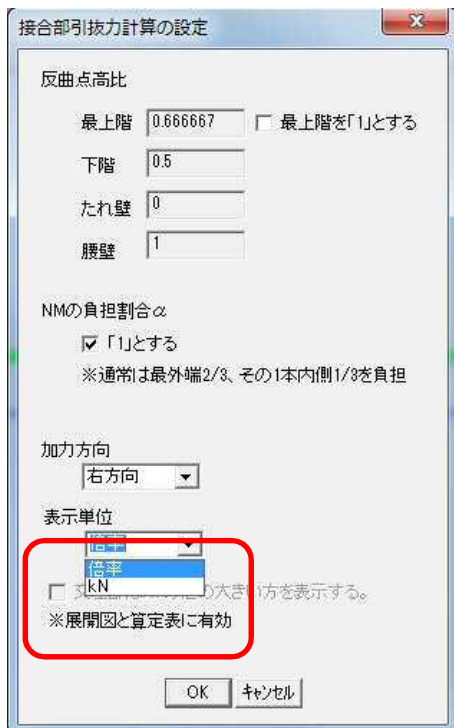 接合部引抜力計算の設定
反曲点高比
最上階 0.666667 最上階を「1」とする
下階 0.5
たれ壁 0
腰壁 1
NMの負担割合α
「1」とする
※通常は最外端2/3、その1本内側1/3を負担
加力方向
右方向
表示単位
倍率
倍率
kN
の大きい方を表示する。
※展開図と算定表に有効
OK キャンセル